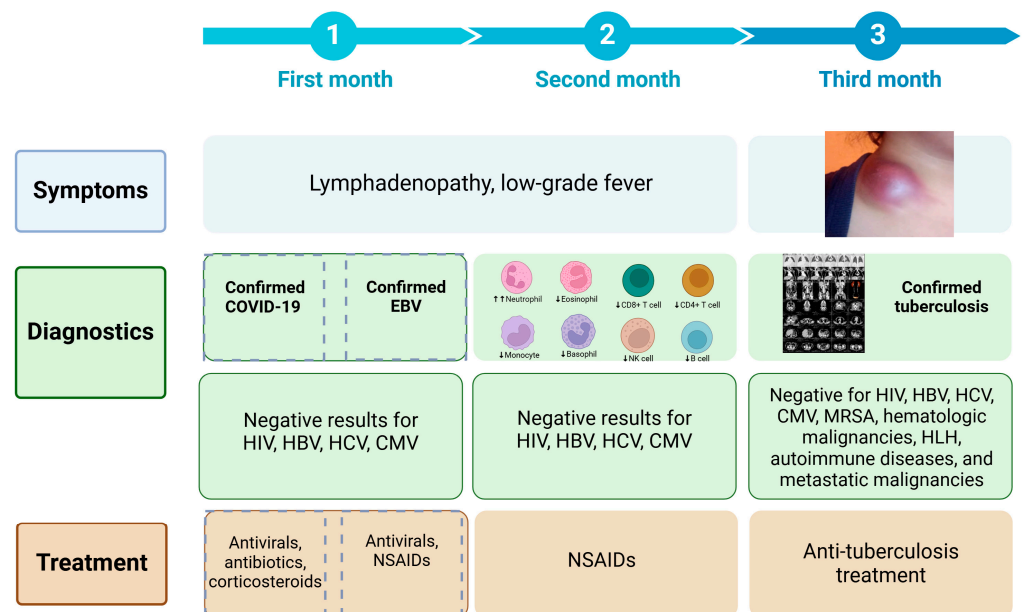 1
2
3
First month
Second month
Third month
Symptoms
Lymphadenopathy, low-grade fever
Diagnostics
Confirmed
COVID-19
Confirmed
EBV
↑↑Neutrophil
↓Eosinophil
↓CD8+ T cell
↓CD4+ T cell
↓Monocyte
↓Basophil
↓NK cell
↓B cell
Confirmed
tuberculosis
Negative results for
HIV, HBV, HCV, CMV
Negative results for
HIV, HBV, HCV, CMV
Negative for HIV, HBV, HCV,
CMV, MRSA, hematologic
malignancies, HLH,
autoimmune diseases, and
metastatic malignancies
Treatment
Antivirals,
antibiotics,
corticosteroids
Antivirals,
NSAIDs
NSAIDs
Anti-tuberculosis
treatment